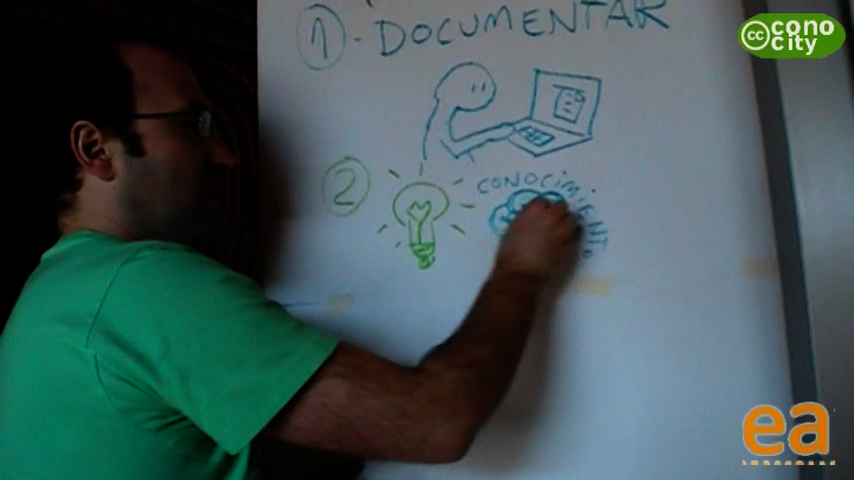 1 - DOCUMENTAR
2
CONOCIMIENTO
cc cono
city
ea